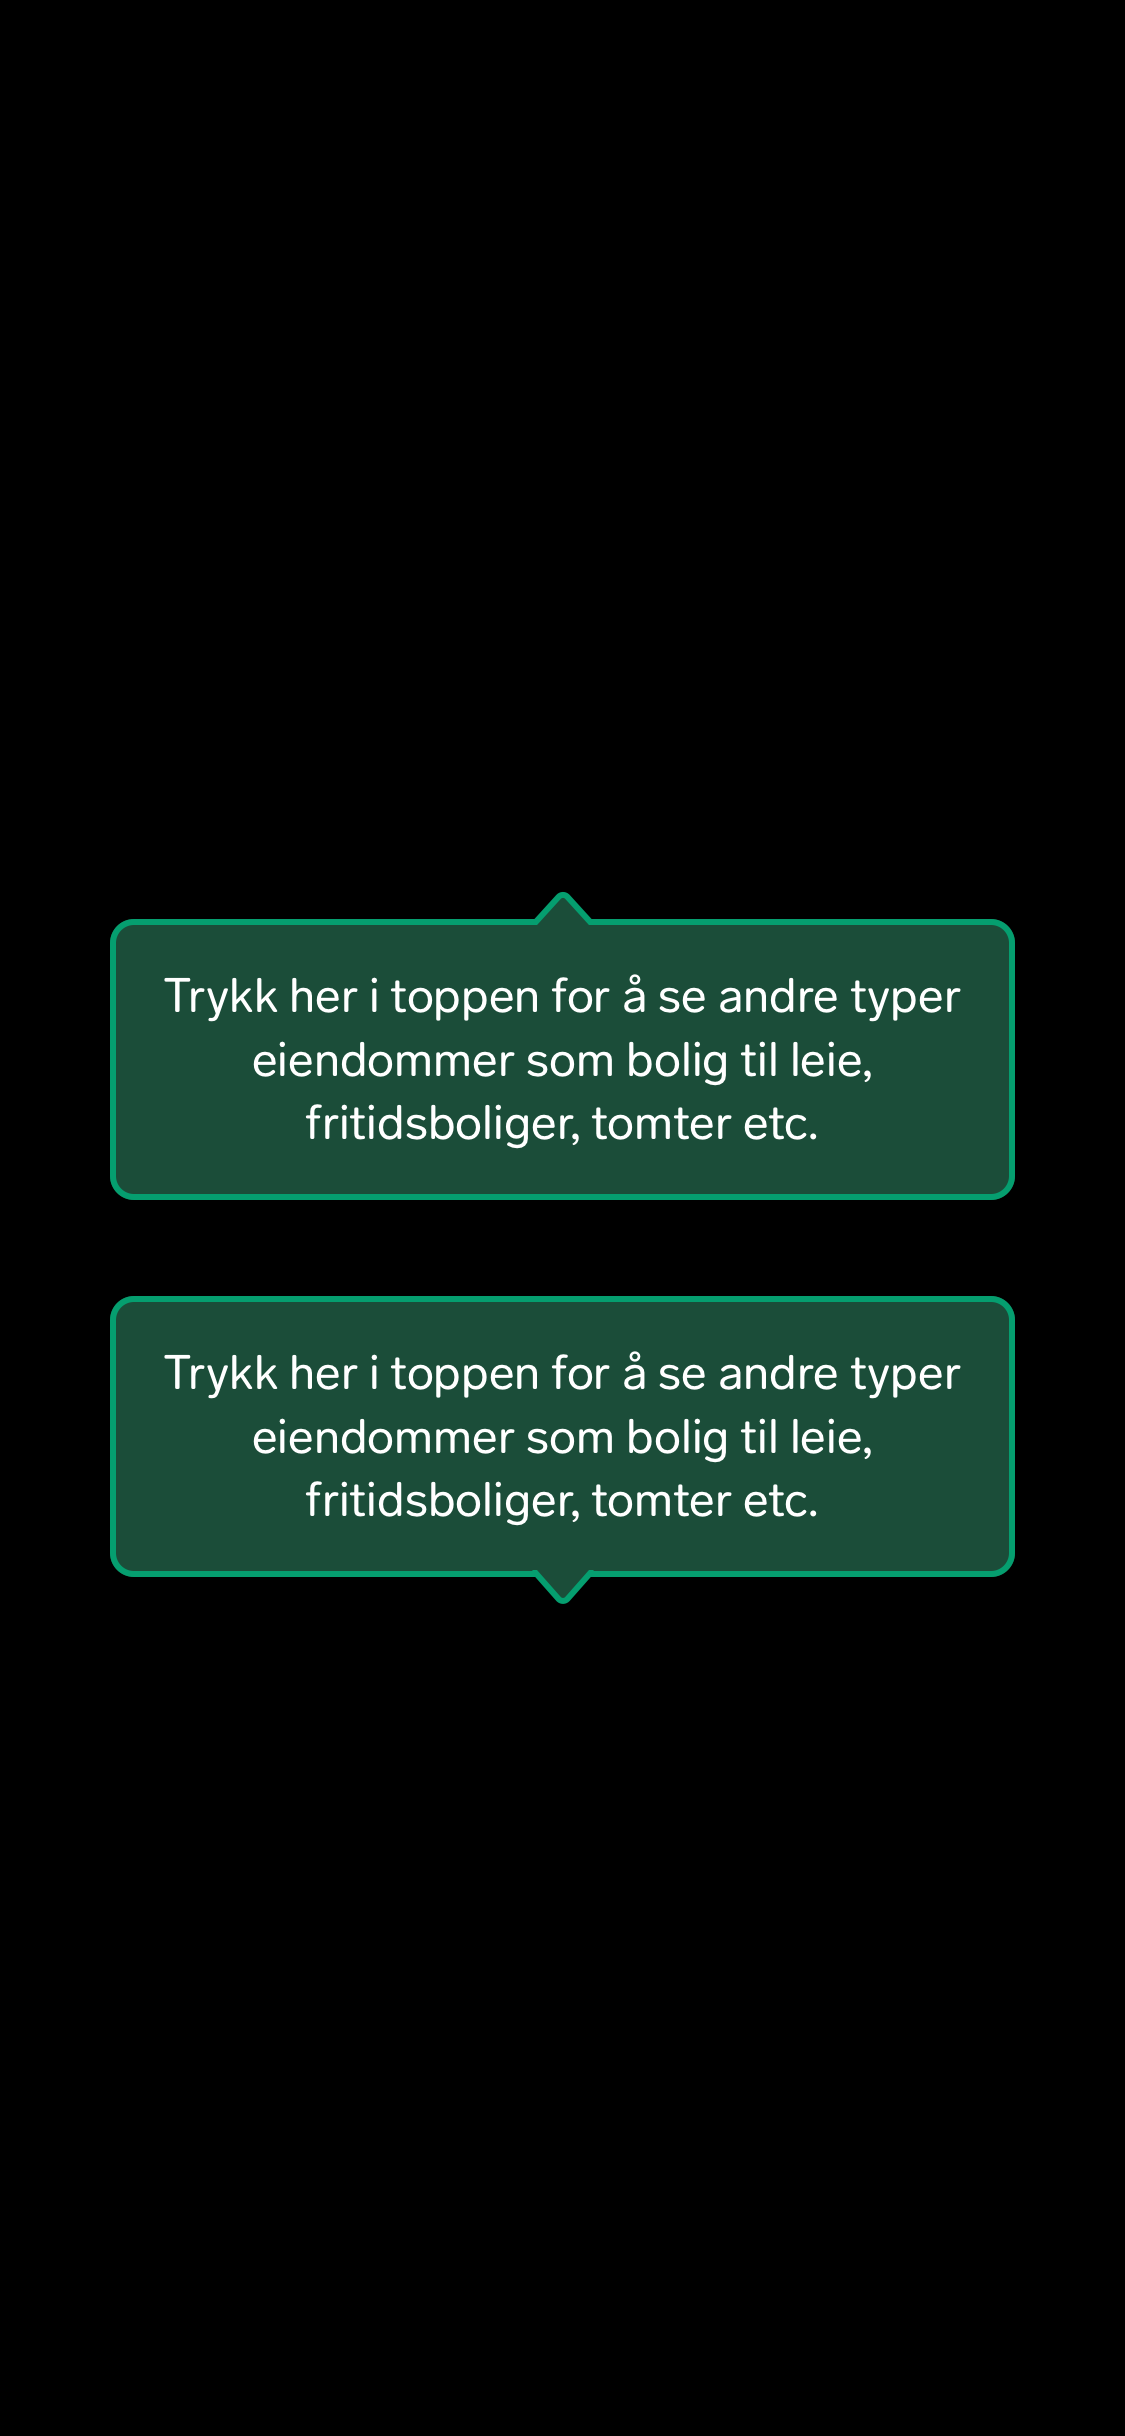 Trykk her i toppen for å se andre typer
eiendommer som bolig til leie,
fritidsboliger, tomter etc.
Trykk her i toppen for å se andre typer
eiendommer som bolig til leie,
fritidsboliger, tomter etc.